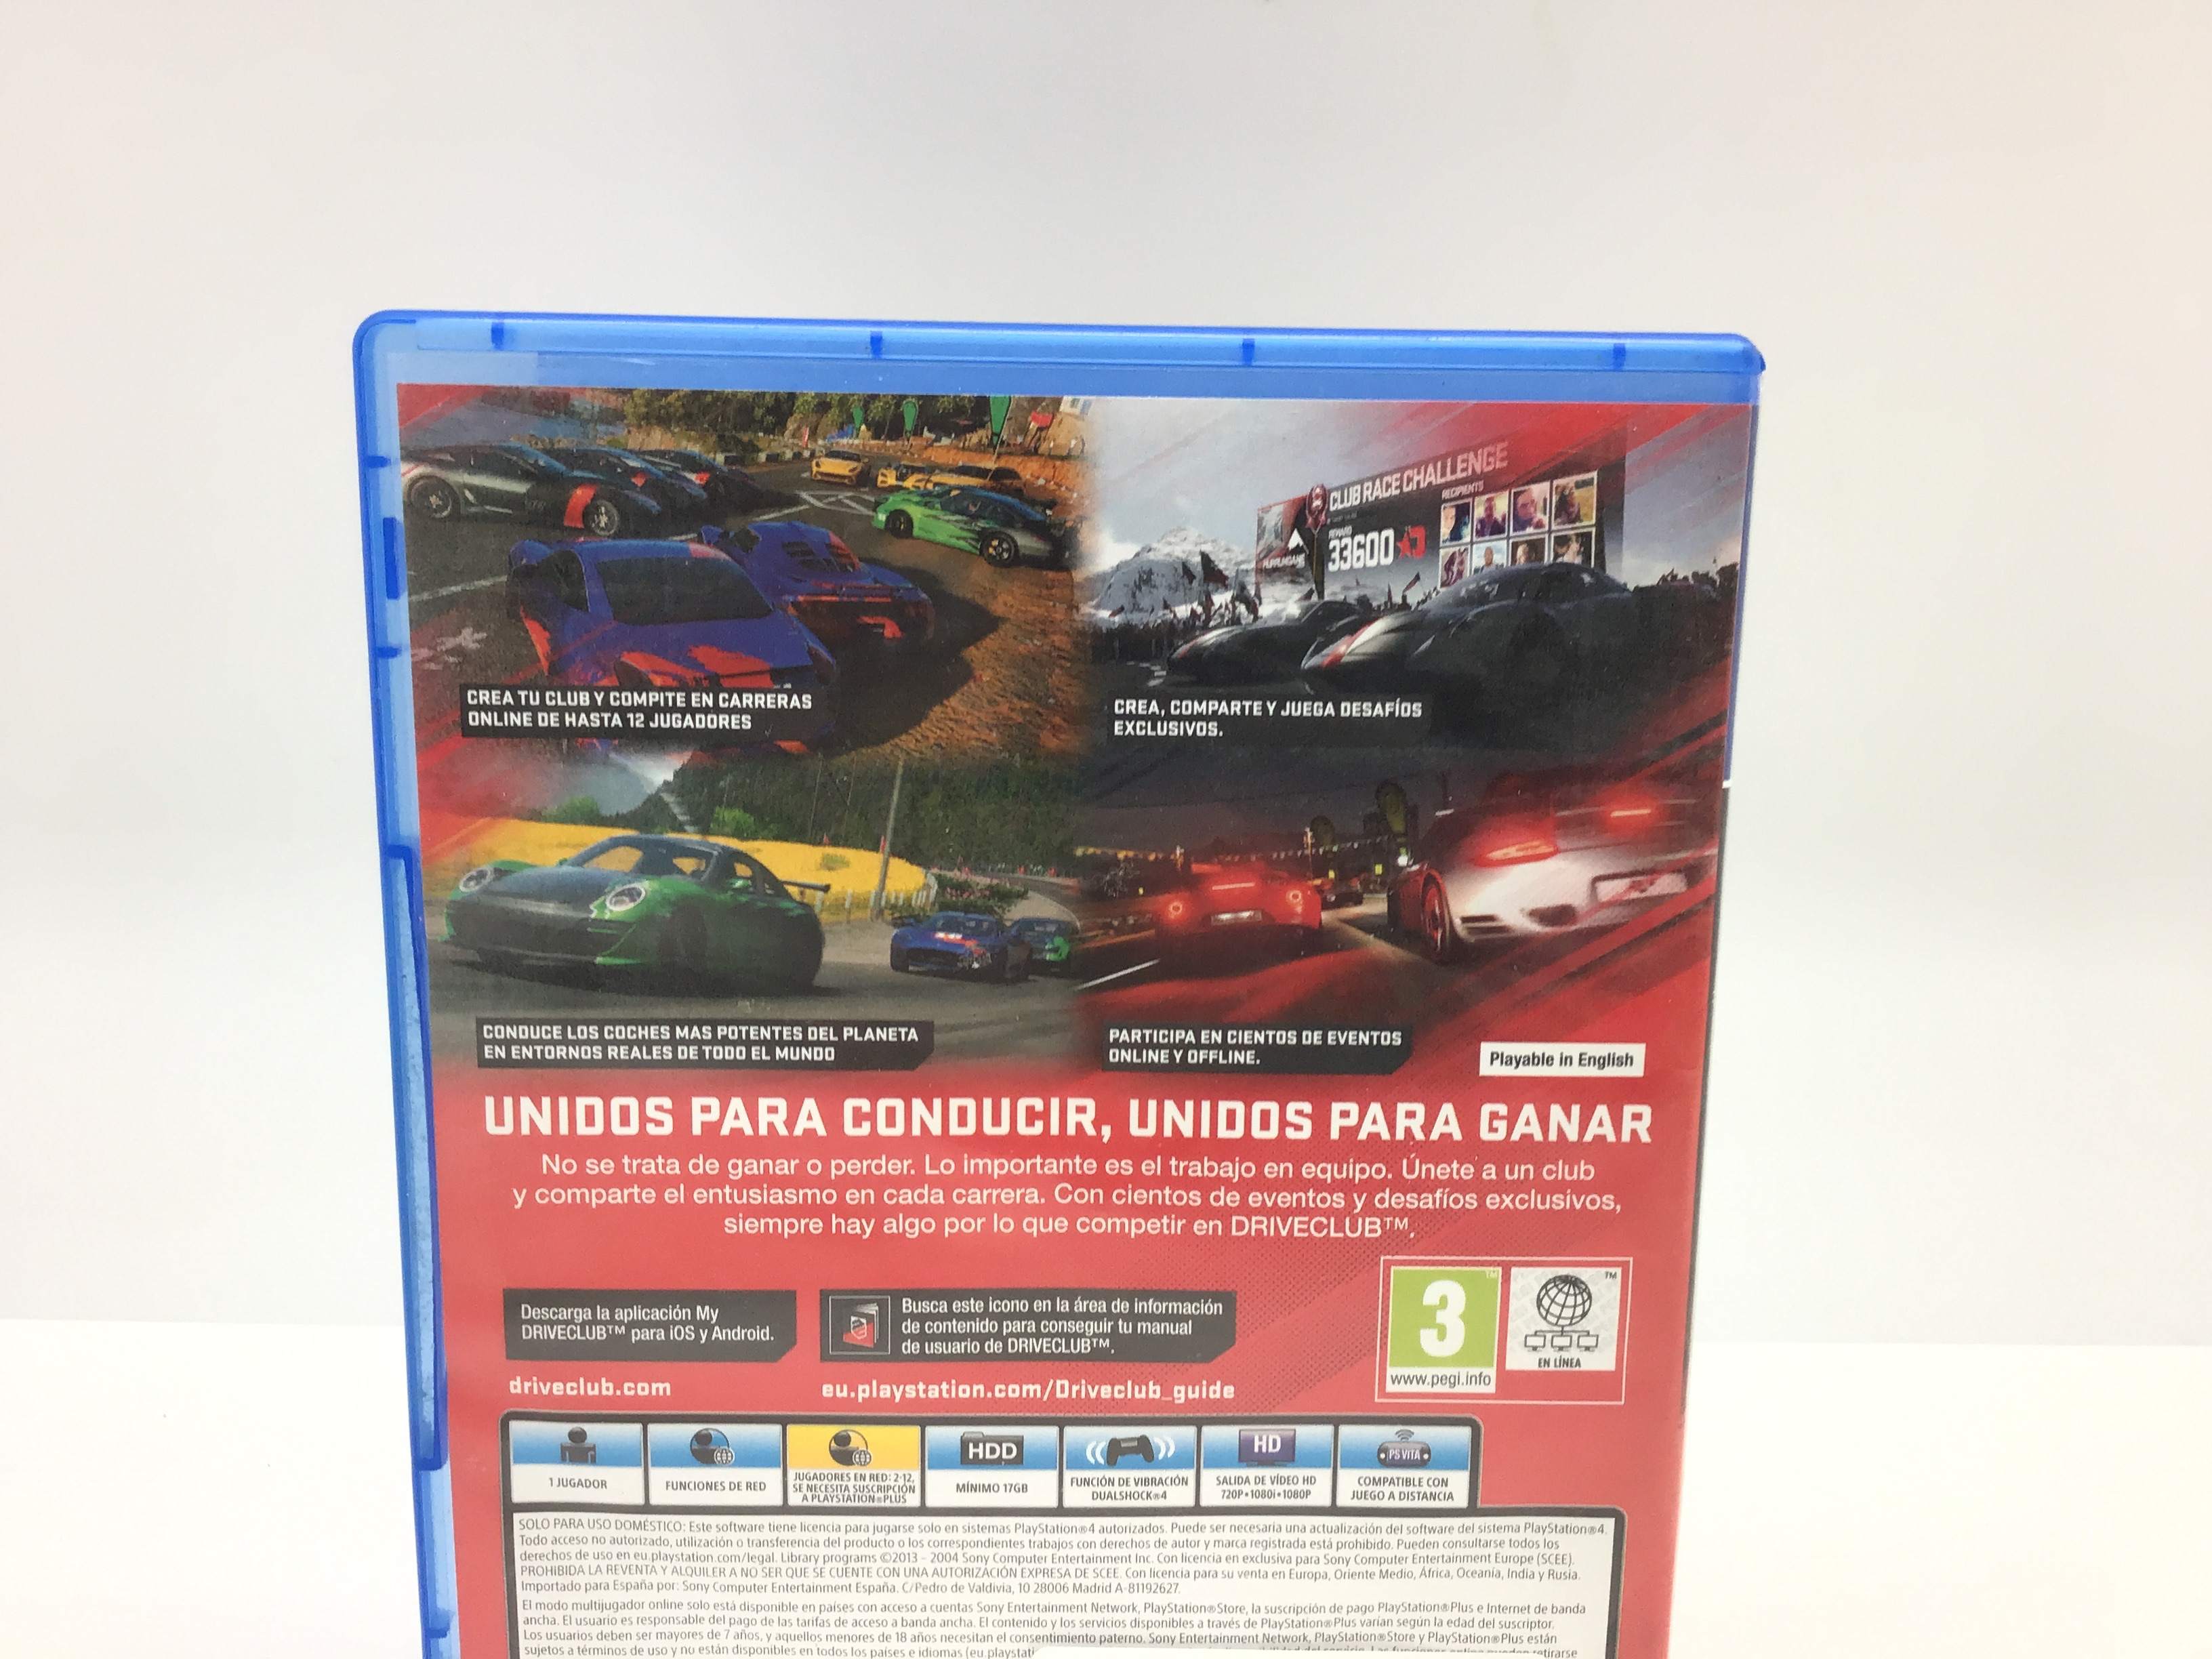 CLUB RACE CHALLENGE
RECIPIENTS
REWARD
33600
CREA TU CLUB Y COMPITE EN CARRERAS
ONLINE DE HASTA 12 JUGADORES
CREA, COMPARTE Y JUEGA DESAFÍOS
EXCLUSIVOS.
CONDUCE LOS COCHES MAS POTENTES DEL PLANETA
EN ENTORNOS REALES DE TODO EL MUNDO
PARTICIPA EN CIENTOS DE EVENTOS
ONLINE Y OFFLINE.
Playable in English
UNIDOS PARA CONDUCIR, UNIDOS PARA GANAR
No se trata de ganar o perder. Lo importante es el trabajo en equipo. Únete a un club
y comparte el entusiasmo en cada carrera. Con cientos de eventos y desafíos exclusivos,
siempre hay algo por lo que competir en DRIVECLUB™.
Descarga la aplicación My
DRIVECLUB™ para iOS y Android.
Busca este icono en la área de información
de contenido para conseguir tu manual
de usuario de DRIVECLUB™.
driveclub.com
eu.playstation.com/Driveclub_guide
3
www.pegi.info
EN LÍNEA
HDD
HD
PS VITA
1 JUGADOR
FUNCIONES DE RED
JUGADORES EN RED: 2-12,
SE NECESITA SUSCRIPCIÓN
A PLAYSTATION®PLUS
MÍNIMO 17GB
FUNCIÓN DE VIBRACIÓN
DUALSHOCK®4
SALIDA DE VÍDEO HD
720P•1080i•1080P
COMPATIBLE CON
JUEGO A DISTANCIA
SOLO PARA USO DOMÉSTICO: Este software tiene licencia para jugarse solo en sistemas PlayStation®4 autorizados. Puede ser necesaria una actualización del software del sistema PlayStation®4.
Todo acceso no autorizado, utilización o transferencia del producto o los correspondientes trabajos con derechos de autor y marca registrada está prohibido. Pueden consultarse todos los
derechos de uso en eu.playstation.com/legal. Library programs ©2013 - 2004 Sony Computer Entertainment Inc. Con licencia en exclusiva para Sony Computer Entertainment Europe (SCEE).
PROHIBIDA LA REVENTA Y ALQUILER A NO SER QUE SE CUENTE CON UNA AUTORIZACIÓN EXPRESA DE SCEE. Con licencia para su venta en Europa, Oriente Medio, África, Oceanía, India y Rusia.
Importado para España por: Sony Computer Entertainment España. C/Pedro de Valdivia, 10 28006 Madrid A-81192627.
El modo multijugador online solo está disponible en países con acceso a cuentas Sony Entertainment Network, PlayStation®Store, la suscripción de pago PlayStation®Plus e Internet de banda
ancha. El usuario es responsable del pago de las tarifas de acceso a banda ancha. El contenido y los servicios disponibles a través de PlayStation®Plus varían según la edad del suscriptor.
Los usuarios deben ser mayores de 7 años, y aquellos menores de 18 años necesitan el consentimiento paterno. Sony Entertainment Network, PlayStation®Store y PlayStation®Plus están
sujetos a términos de uso y no están disponibles en todos los países e idiomas (eu.playstati